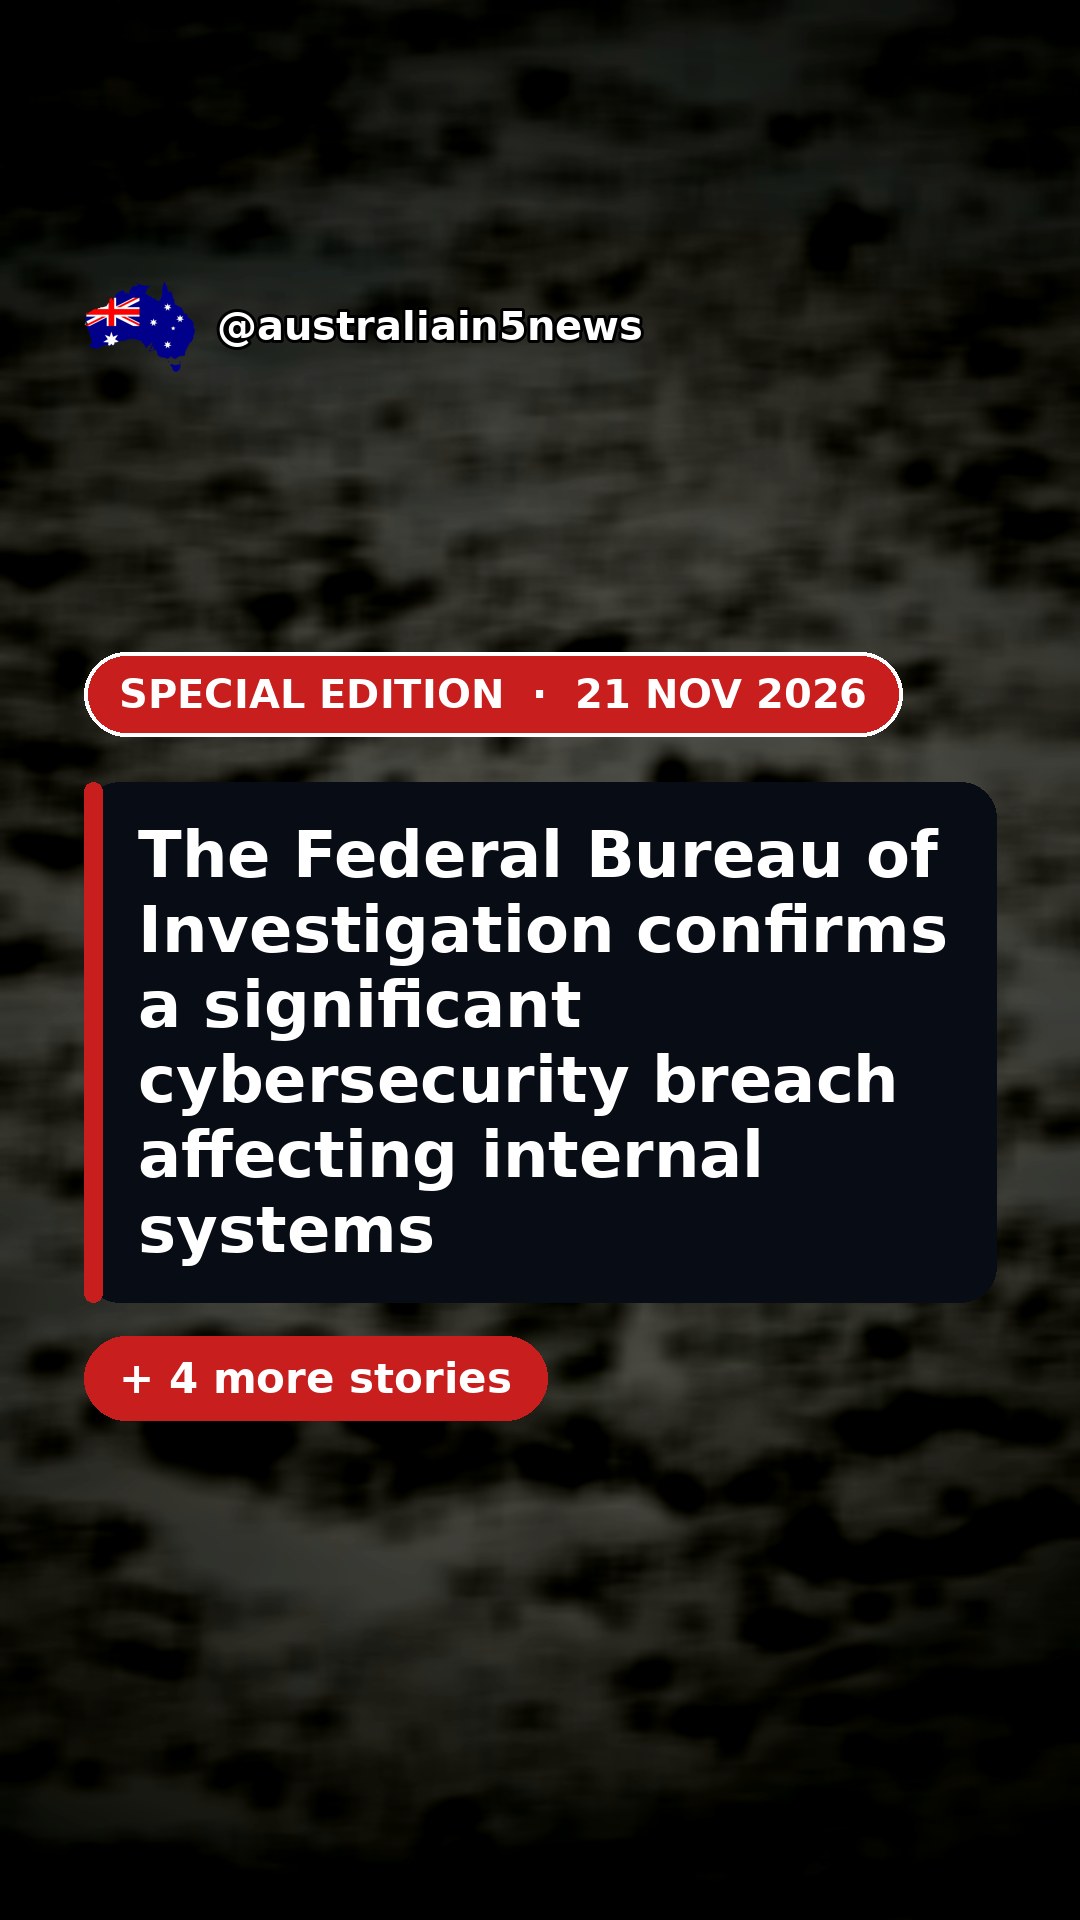 @australiain5news
SPECIAL EDITION · 21 NOV 2026
The Federal Bureau of
Investigation confirms
a significant
cybersecurity breach
affecting internal
systems
+ 4 more stories